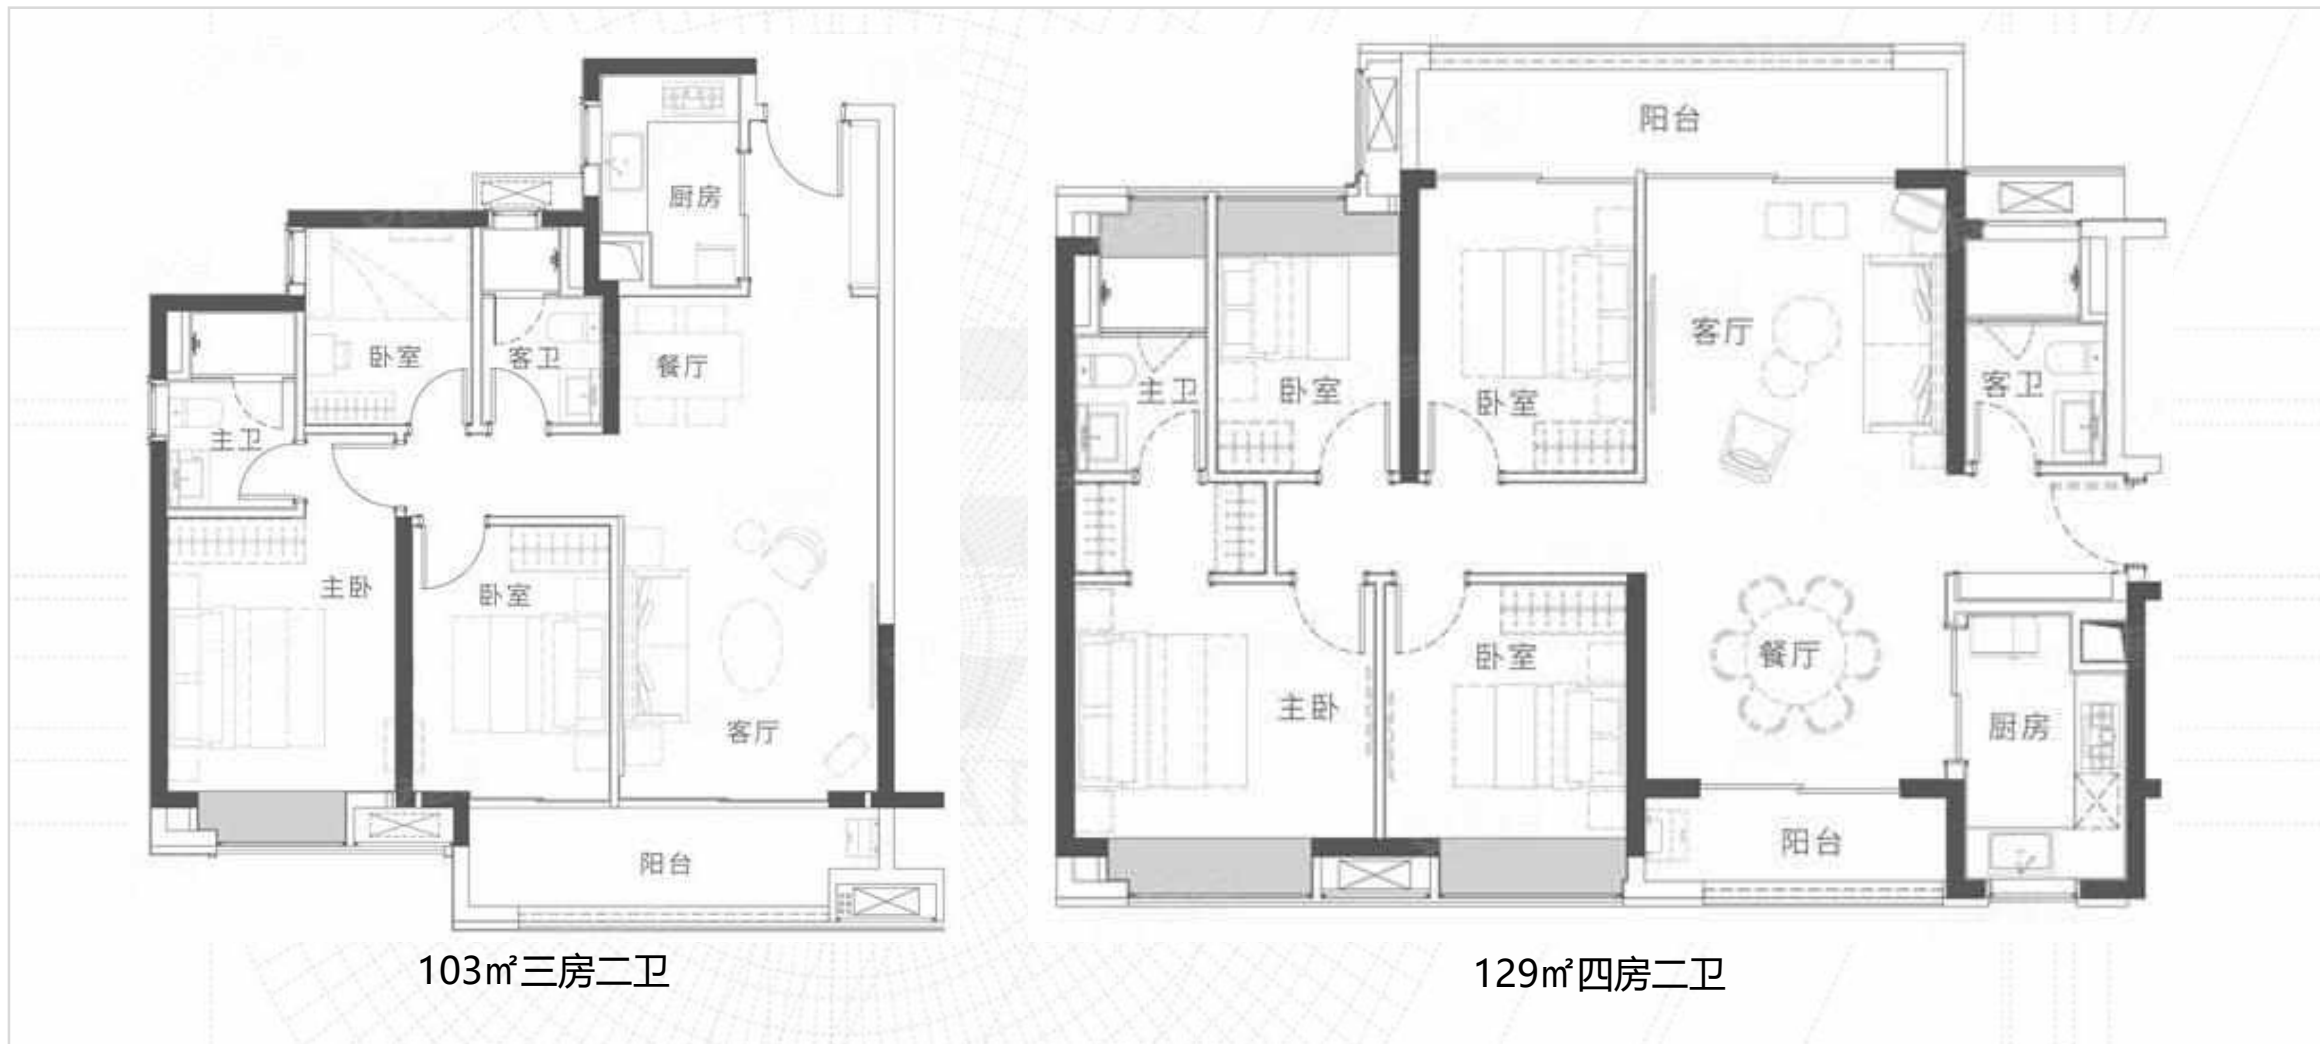 厨房
卧室
客卫
餐厅
主卫
主卧
卧室
客厅
阳台
103㎡三房二卫
阳台
客厅
主卫
卧室
卧室
客卫
主卧
卧室
餐厅
厨房
阳台
129㎡四房二卫